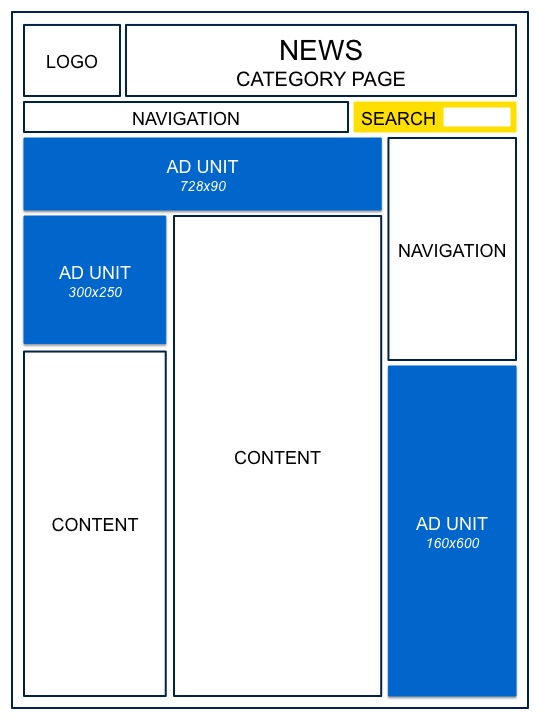 LOGO
NEWS
CATEGORY PAGE
NAVIGATION
SEARCH
AD UNIT
728x90
NAVIGATION
AD UNIT
300x250
CONTENT
CONTENT
AD UNIT
160x600